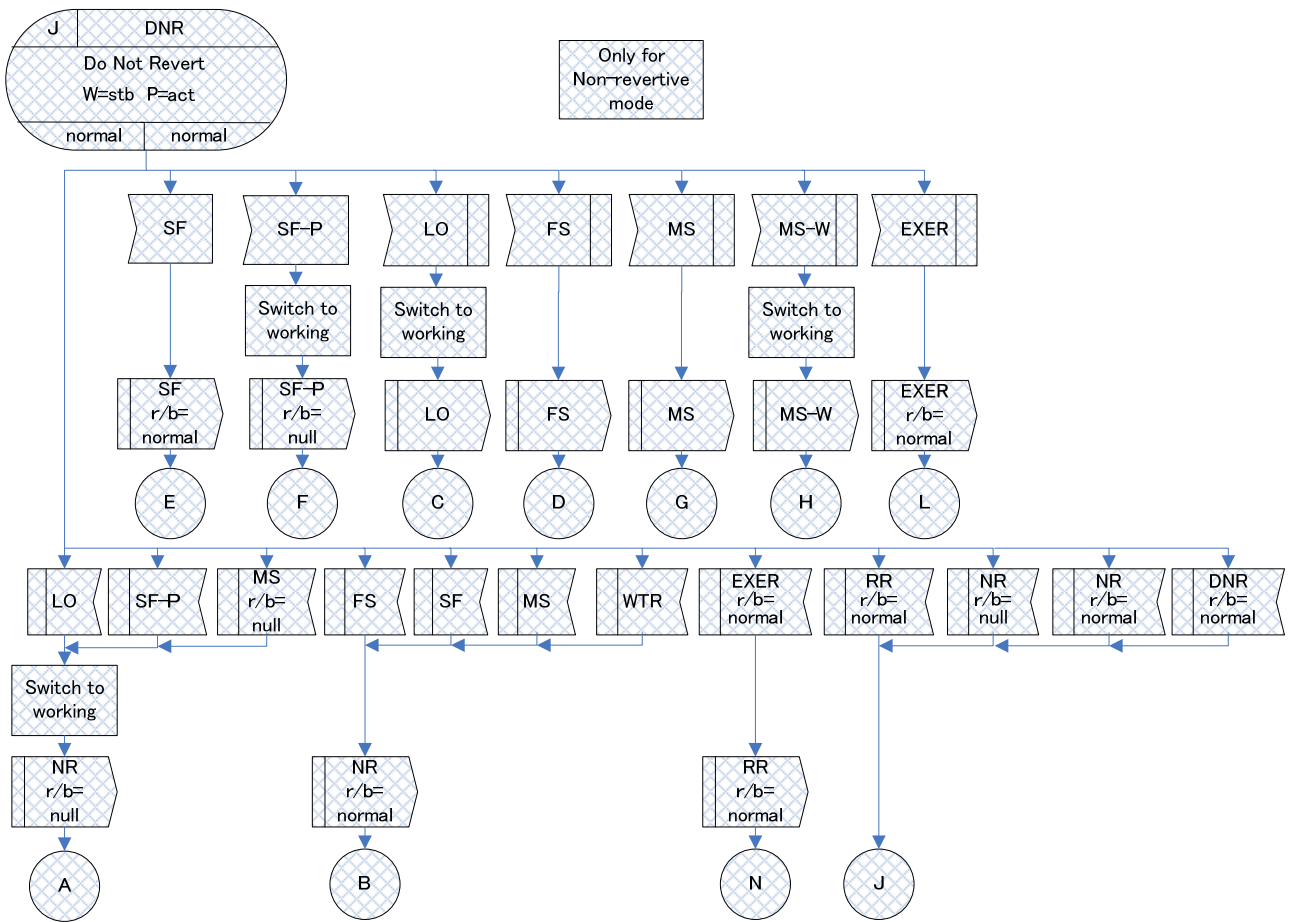 J DNR
Do Not Revert
W=stb P=act
normal normal
Only for
Non-revertive
mode
SF
SF-P
LO
FS
MS
MS-W
EXER
Switch to
working
Switch to
working
Switch to
working
SF
r/b=
normal
SF-P
r/b=
null
LO
FS
MS
MS-W
EXER
r/b=
normal
E
F
C
D
G
H
L
LO
SF-P
MS
r/b=
null
FS
SF
MS
WTR
EXER
r/b=
normal
RR
r/b=
normal
NR
r/b=
null
NR
r/b=
normal
DNR
r/b=
normal
Switch to
working
NR
r/b=
null
NR
r/b=
normal
RR
r/b=
normal
A
B
N
J